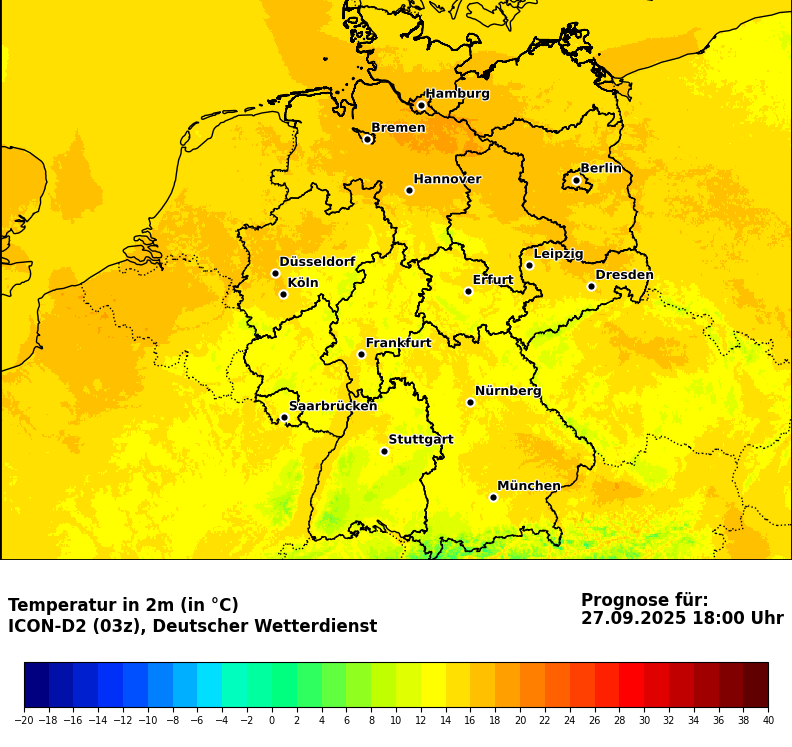 Hamburg
Bremen
Berlin
Hannover
Leipzig
Düsseldorf
Dresden
Köln
Erfurt
Frankfurt
Nürnberg
Saarbrücken
Stuttgart
München
Temperatur in 2m (in °C)
ICON-D2 (03z), Deutscher Wetterdienst
Prognose für:
27.09.2025 18:00 Uhr
−20 −18 −16 −14 −12 −10 −8 −6 −4 −2 0 2 4 6 8 10 12 14 16 18 20 22 24 26 28 30 32 34 36 38 40